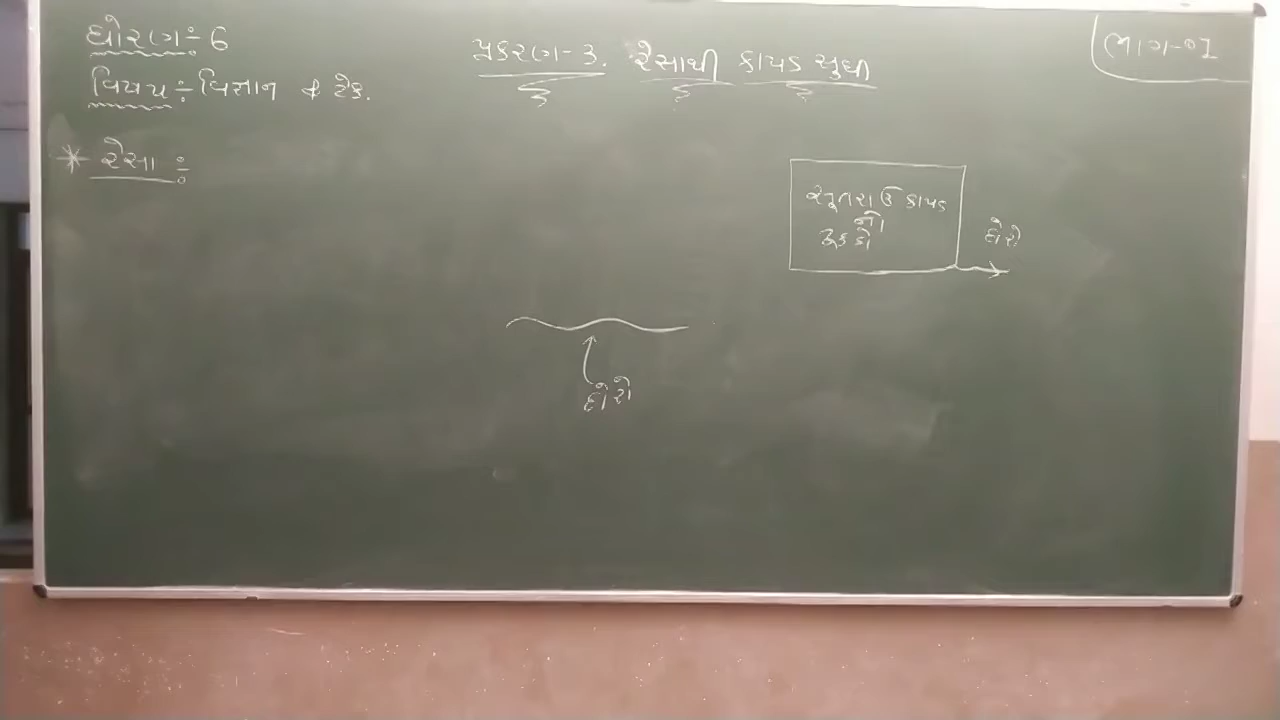 ધોરણ ÷ 6
પ્રકરણ - 3. રેસાથી કાપડ સુધી
ભાગ-01
વિષય ÷ વિજ્ઞાન & ટેક.
* રેસા ÷
સૂતરાઉ કાપડ
નો
ટુકડો
દોરો
દોરો